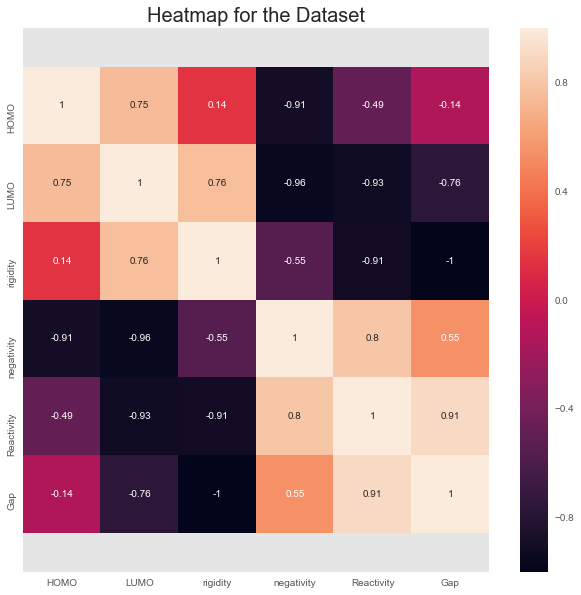 Heatmap for the Dataset
HOMO 1 0.75 0.14 -0.91 -0.49 -0.14
LUMO 0.75 1 0.76 -0.96 -0.93 -0.76
rigidity 0.14 0.76 1 -0.55 -0.91 -1
negativity -0.91 -0.96 -0.55 1 0.8 0.55
Reactivity -0.49 -0.93 -0.91 0.8 1 0.91
Gap -0.14 -0.76 -1 0.55 0.91 1
HOMO LUMO rigidity negativity Reactivity Gap
0.8
0.4
0.0
−0.4
−0.8